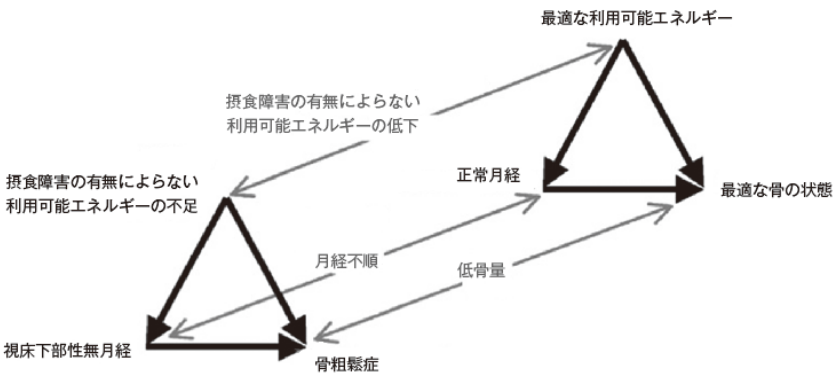 最適な利用可能エネルギー
摂食障害の有無によらない
利用可能エネルギーの低下
正常月経
最適な骨の状態
摂食障害の有無によらない
利用可能エネルギーの不足
月経不順
低骨量
視床下部性無月経
骨粗鬆症